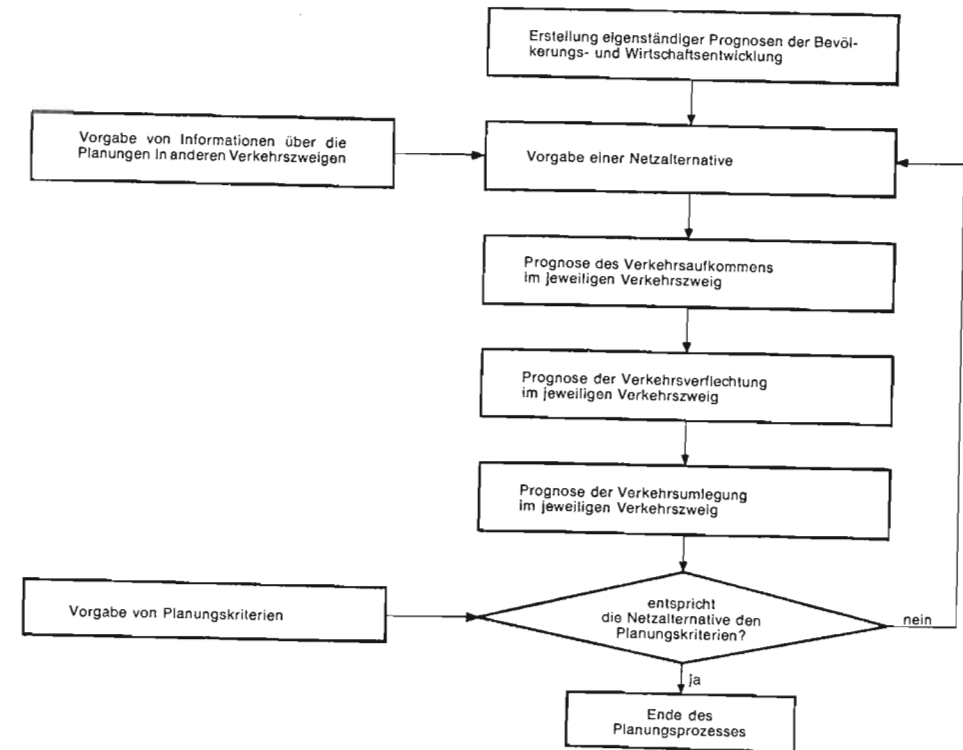 Erstellung eigenständiger Prognosen der Bevöl-
kerungs- und Wirtschaftsentwicklung
Vorgabe von Informationen über die
Planungen in anderen Verkehrszweigen
Vorgabe einer Netzalternative
Prognose des Verkehrsaufkommens
im jeweiligen Verkehrszweig
Prognose der Verkehrsverflechtung
im jeweiligen Verkehrszweig
Prognose der Verkehrsumlegung
im jeweiligen Verkehrszweig
Vorgabe von Planungskriterien
entspricht
die Netzalternative den
Planungskriterien?
nein
ja
Ende des
Planungsprozesses